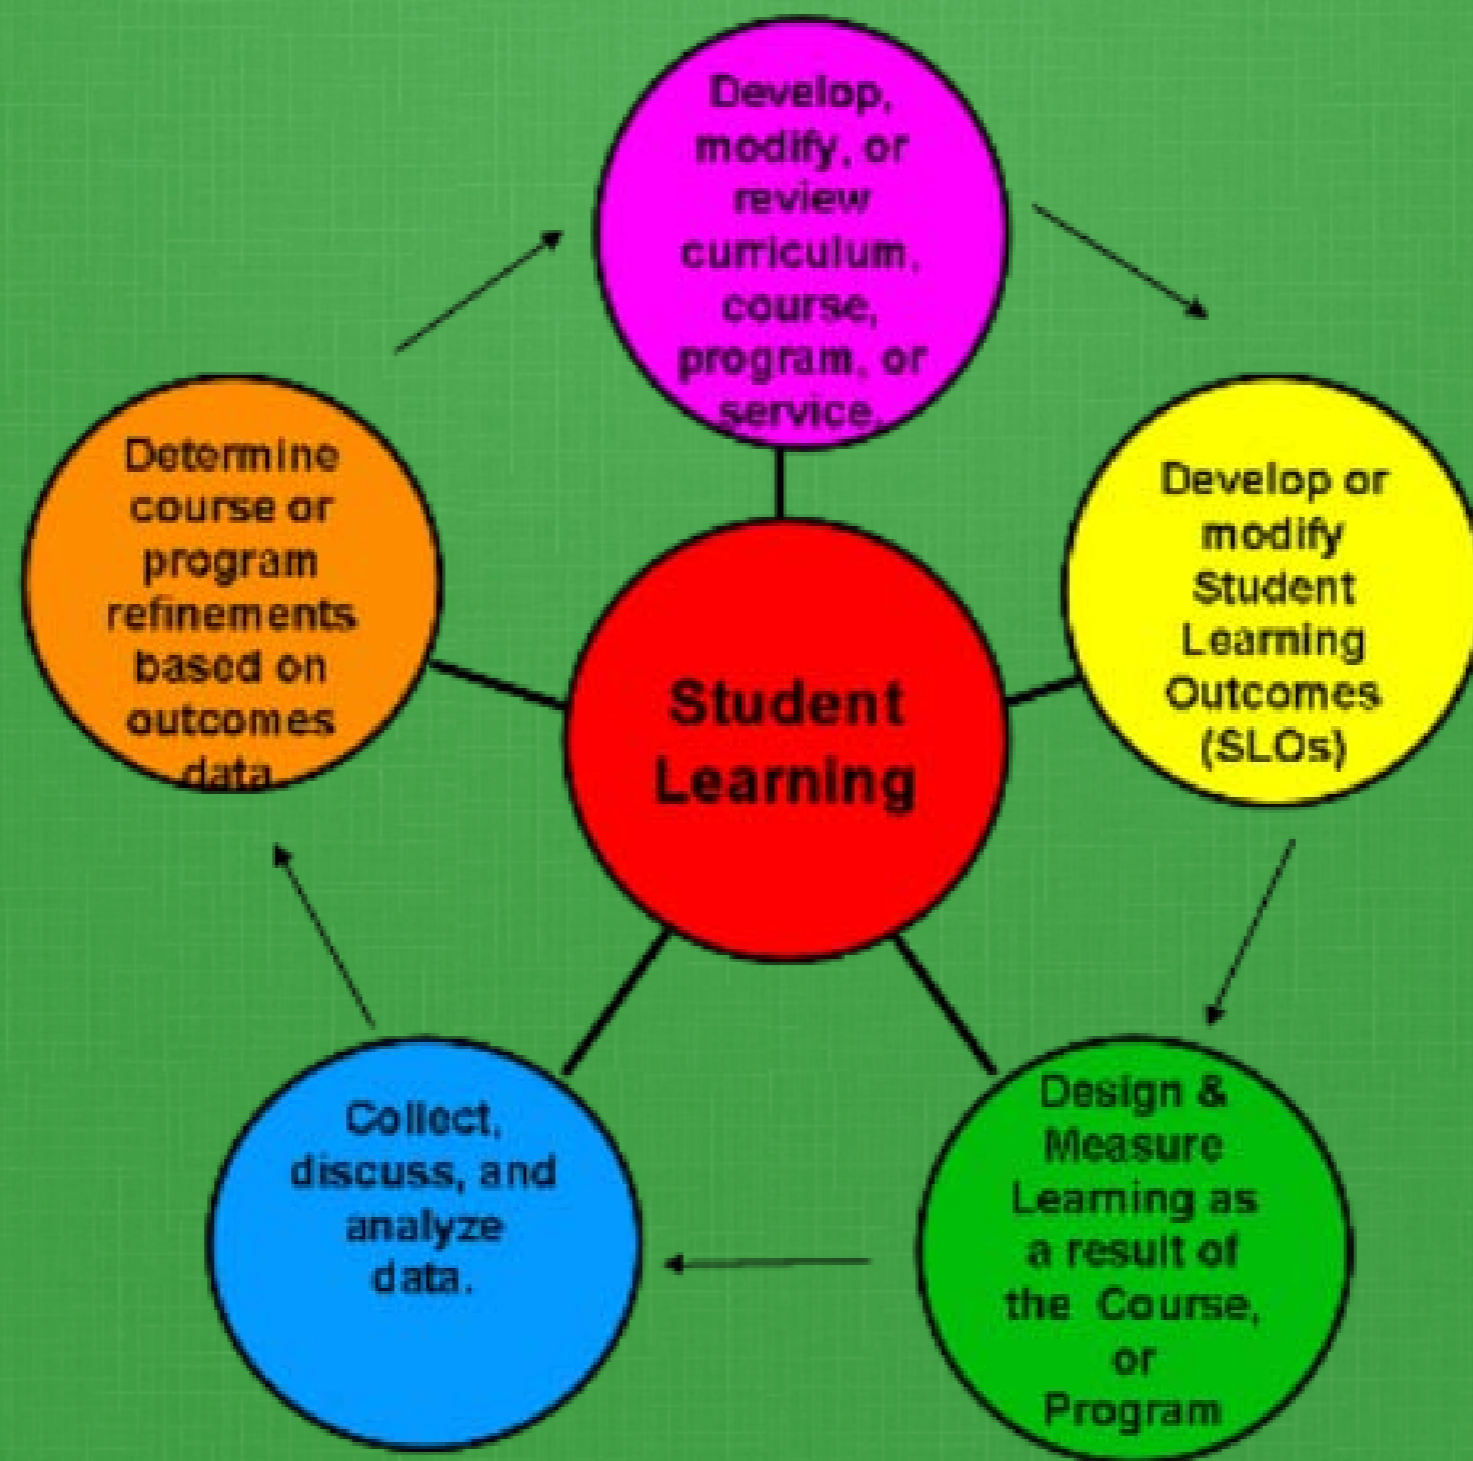 Develop,
modify, or
review
curriculum,
course,
program, or
service.
Develop or
modify
Student
Learning
Outcomes
(SLOs)
Design &
Measure
Learning as
a result of
the Course,
or
Program
Collect,
discuss, and
analyze
data.
Determine
course or
program
refinements
based on
outcomes
data
Student
Learning